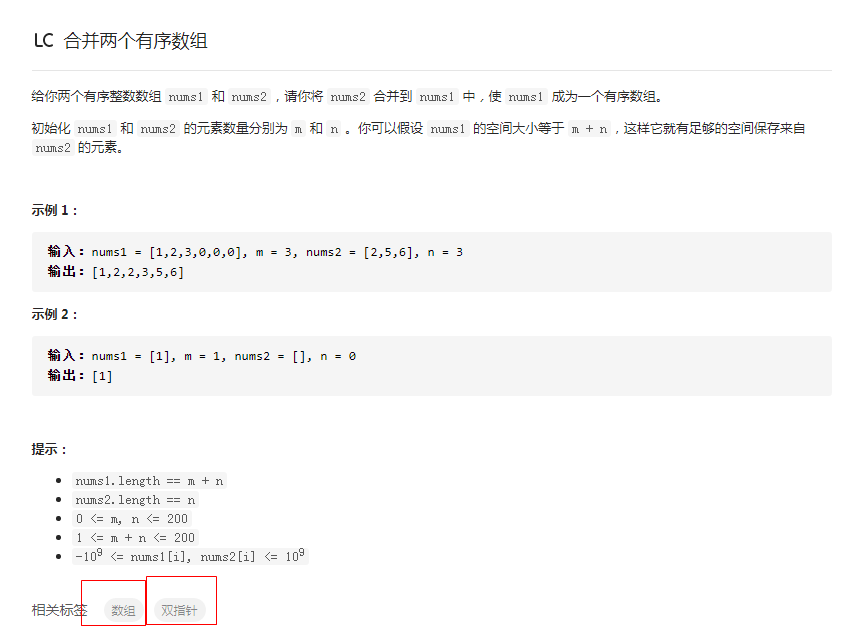 LC 合并两个有序数组
给你两个有序整数数组 nums1 和 nums2 ，请你将 nums2 合并到 nums1 中，使 nums1 成为一个有序数组。
初始化 nums1 和 nums2 的元素数量分别为 m 和 n 。你可以假设 nums1 的空间大小等于 m + n ，这样它就有足够的空间保存来自
nums2 的元素。
示例 1：
输入：nums1 = [1,2,3,0,0,0], m = 3, nums2 = [2,5,6], n = 3
输出：[1,2,2,3,5,6]
示例 2：
输入：nums1 = [1], m = 1, nums2 = [], n = 0
输出：[1]
提示：
nums1.length == m + n
nums2.length == n
0 <= m, n <= 200
1 <= m + n <= 200
-10⁹ <= nums1[i], nums2[i] <= 10⁹
相关标签 数组 双指针